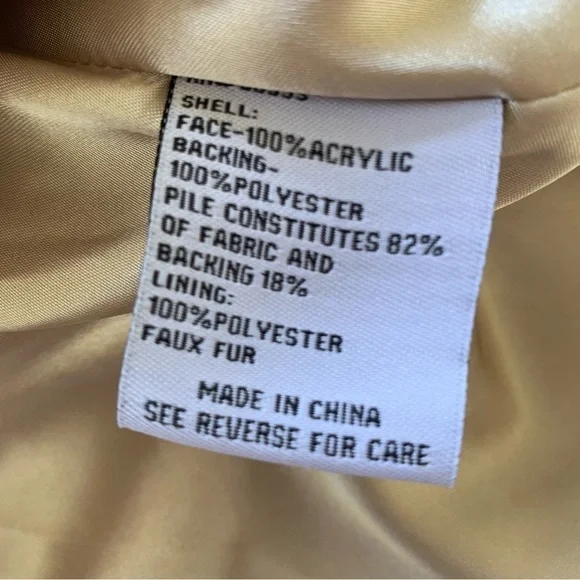 SHELL:
FACE-100%ACRYLIC
BACKING-
100%POLYESTER
PILE CONSTITUTES 82%
OF FABRIC AND
BACKING 18%
LINING:
100%POLYESTER
FAUX FUR
MADE IN CHINA
SEE REVERSE FOR CARE